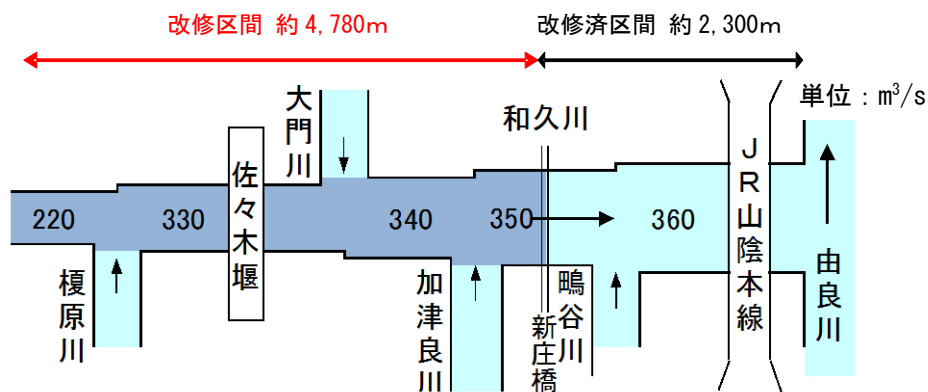 改修区間 約4,780m
改修済区間 約2,300m
単位：m³/s
大門川
和久川
佐々木堰
JR山陰本線
220
330
340
350
360
榎原川
加津良川
新庄橋
鴫谷川
由良川